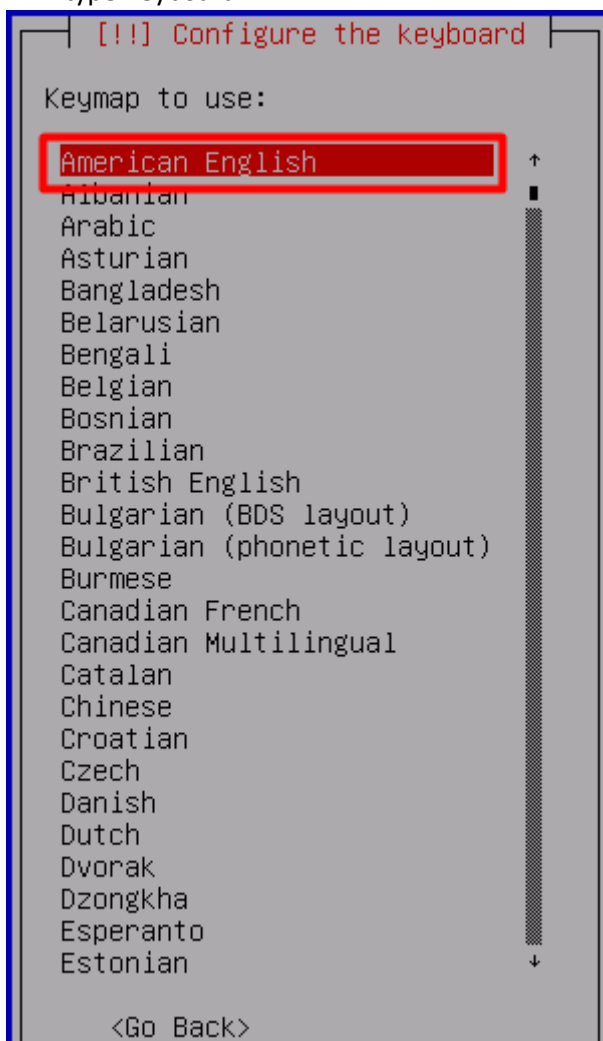 [!!] Configure the keyboard
Keymap to use:
American English
Albanian
Arabic
Asturian
Bangladesh
Belarusian
Bengali
Belgian
Bosnian
Brazilian
British English
Bulgarian (BDS layout)
Bulgarian (phonetic layout)
Burmese
Canadian French
Canadian Multilingual
Catalan
Chinese
Croatian
Czech
Danish
Dutch
Dvorak
Dzongkha
Esperanto
Estonian
<Go Back>